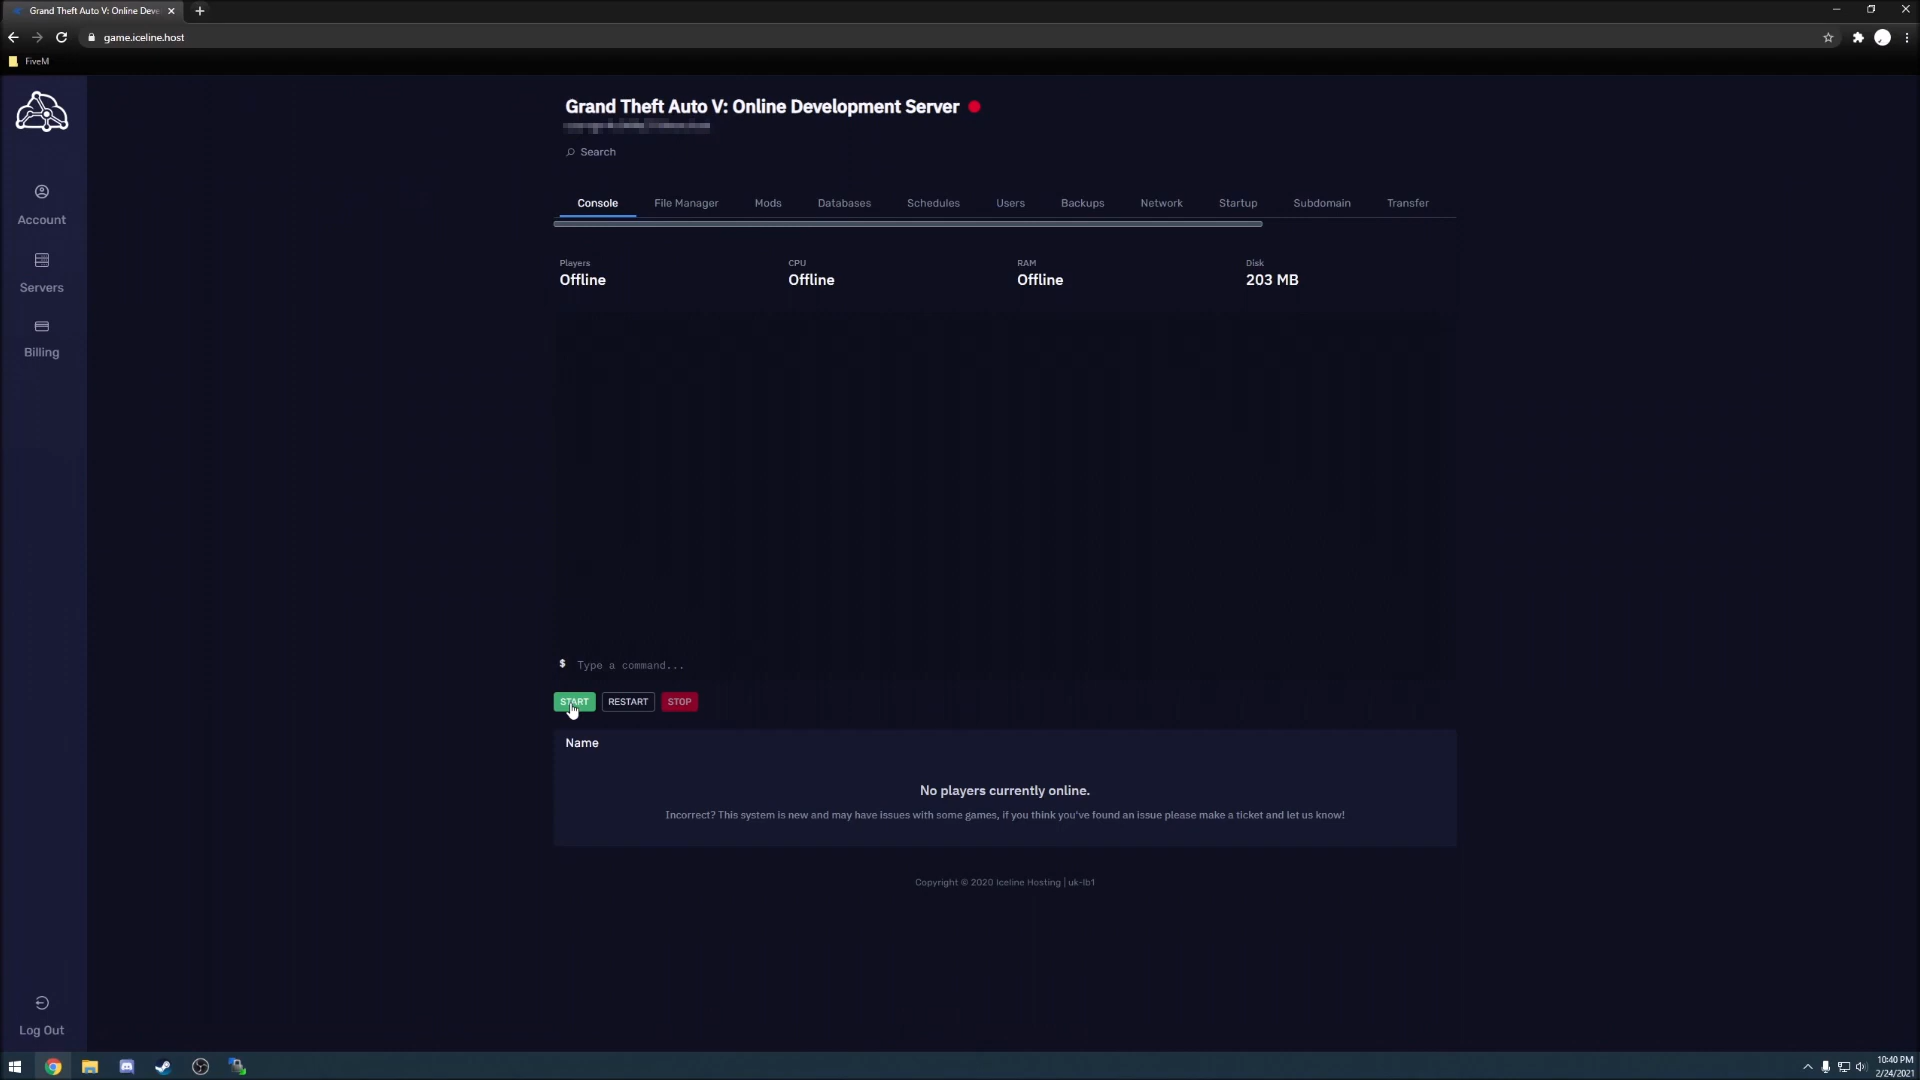 Grand Theft Auto V: Online Deve
game.iceline.host
FiveM
Grand Theft Auto V: Online Development Server
Search
Console File Manager Mods Databases Schedules Users Backups Network Startup Subdomain Transfer
Account
Servers
Billing
Players CPU RAM Disk
Offline Offline Offline 203 MB
$ Type a command...
START RESTART STOP
Name
No players currently online.
Incorrect? This system is new and may have issues with some games, if you think you've found an issue please make a ticket and let us know!
Copyright © 2020 Iceline Hosting | uk-lb1
Log Out
10:40 PM
2/24/2021